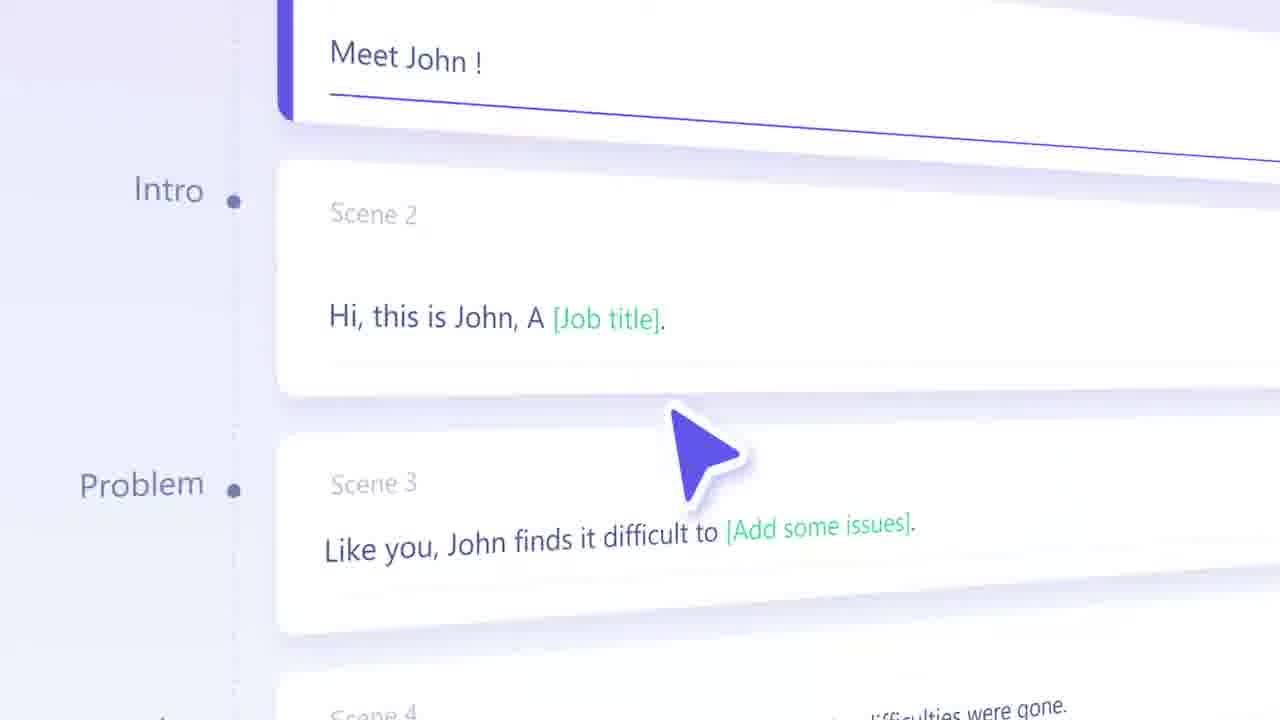 Meet John !
Intro
Scene 2
Hi, this is John, A [Job title].
Problem
Scene 3
Like you, John finds it difficult to [Add some issues].
Scene 4
difficulties were gone.